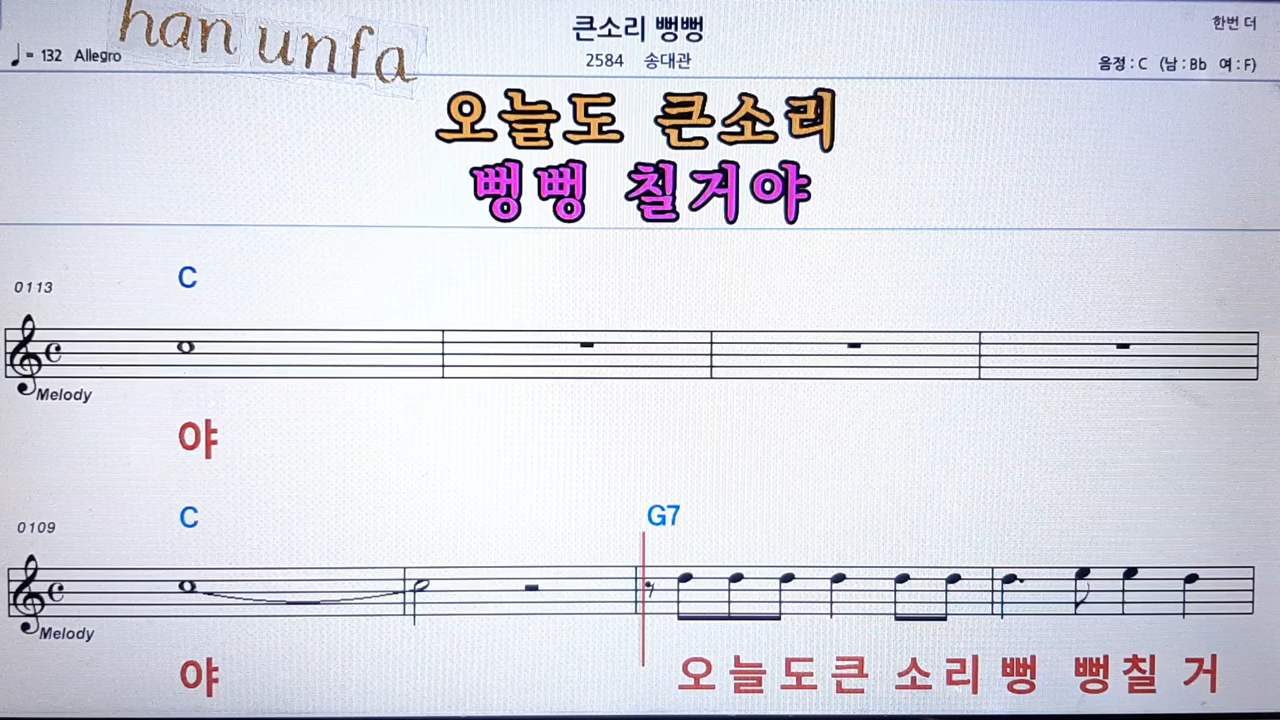 han unfa
큰소리 뻥뻥
한번 더
♩= 132 Allegro
2584 송대관
음정 : C (남 : Bb 여 : F)
오늘도 큰소리
뻥뻥 칠거야
C
0113
Melody
야
C
G7
0109
Melody
야
오 늘 도 큰 소 리 뻥 뻥 칠 거